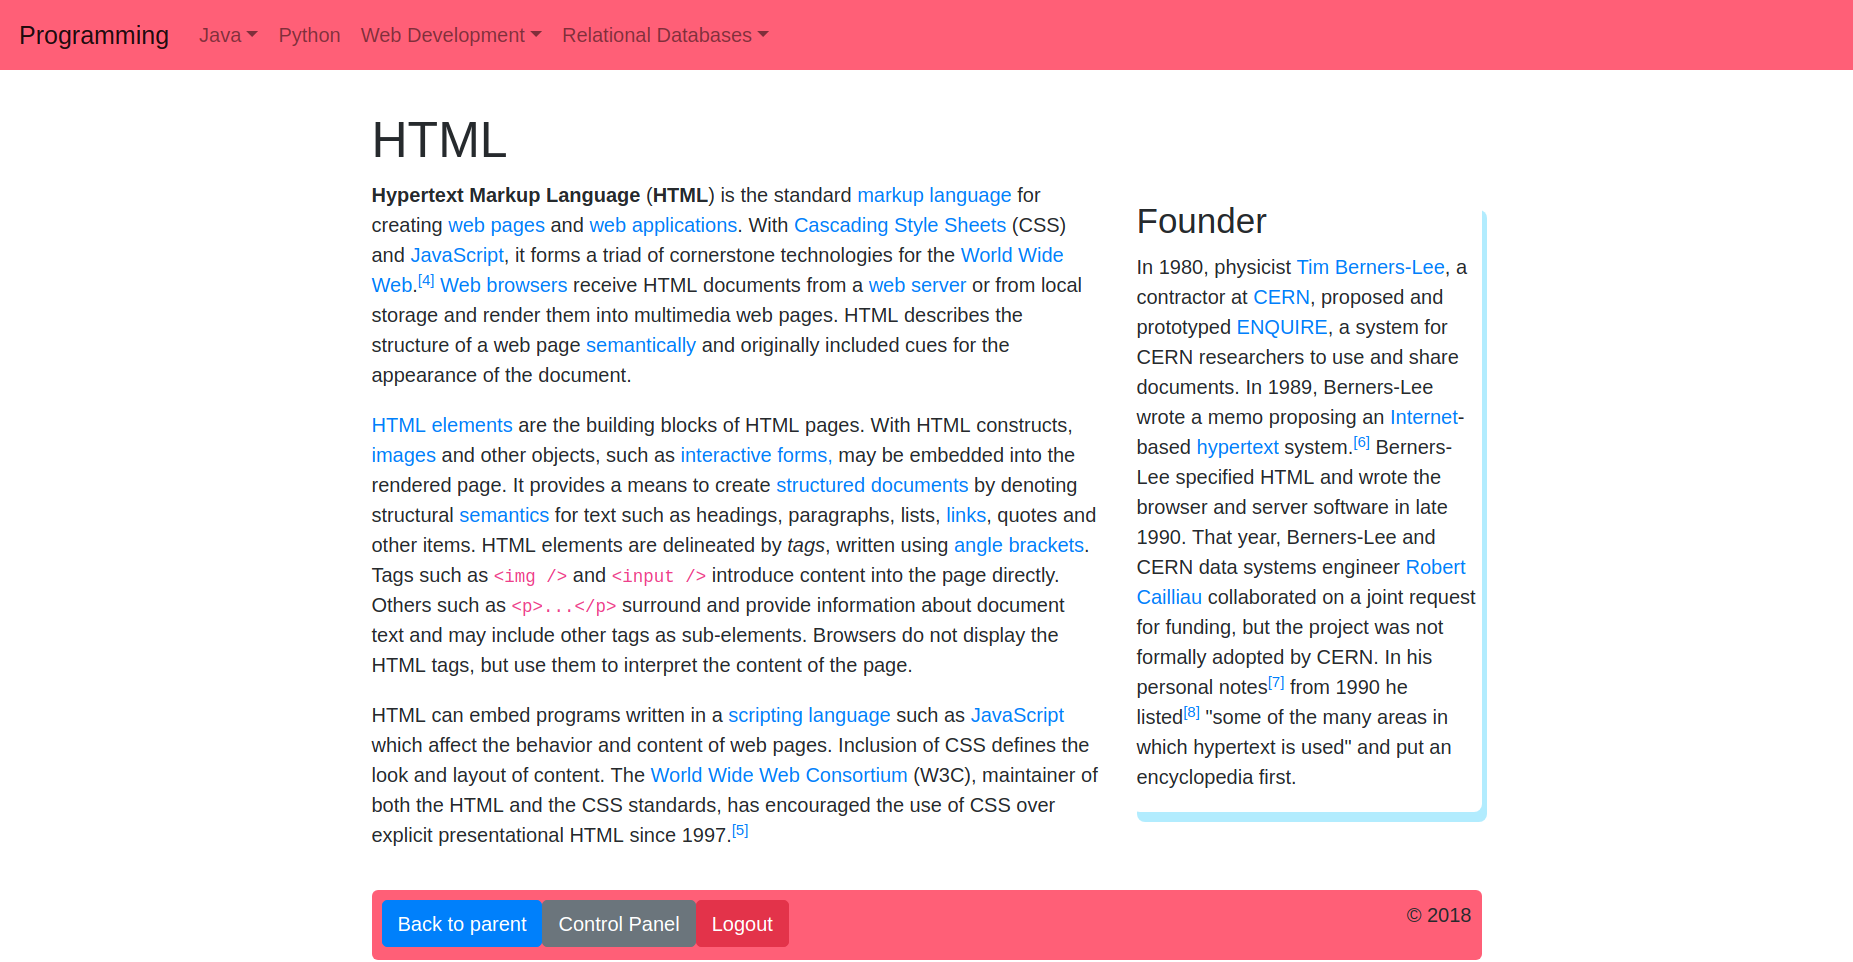 Programming Java Python Web Development Relational Databases
HTML
Hypertext Markup Language (HTML) is the standard markup language for
creating web pages and web applications. With Cascading Style Sheets (CSS)
and JavaScript, it forms a triad of cornerstone technologies for the World Wide
Web.[4] Web browsers receive HTML documents from a web server or from local
storage and render them into multimedia web pages. HTML describes the
structure of a web page semantically and originally included cues for the
appearance of the document.
HTML elements are the building blocks of HTML pages. With HTML constructs,
images and other objects, such as interactive forms, may be embedded into the
rendered page. It provides a means to create structured documents by denoting
structural semantics for text such as headings, paragraphs, lists, links, quotes and
other items. HTML elements are delineated by tags, written using angle brackets.
Tags such as <img /> and <input /> introduce content into the page directly.
Others such as <p>...</p> surround and provide information about document
text and may include other tags as sub-elements. Browsers do not display the
HTML tags, but use them to interpret the content of the page.
HTML can embed programs written in a scripting language such as JavaScript
which affect the behavior and content of web pages. Inclusion of CSS defines the
look and layout of content. The World Wide Web Consortium (W3C), maintainer of
both the HTML and the CSS standards, has encouraged the use of CSS over
explicit presentational HTML since 1997.[5]
Founder
In 1980, physicist Tim Berners-Lee, a
contractor at CERN, proposed and
prototyped ENQUIRE, a system for
CERN researchers to use and share
documents. In 1989, Berners-Lee
wrote a memo proposing an Internet-
based hypertext system.[6] Berners-
Lee specified HTML and wrote the
browser and server software in late
1990. That year, Berners-Lee and
CERN data systems engineer Robert
Cailliau collaborated on a joint request
for funding, but the project was not
formally adopted by CERN. In his
personal notes[7] from 1990 he
listed[8] "some of the many areas in
which hypertext is used" and put an
encyclopedia first.
Back to parent Control Panel Logout © 2018